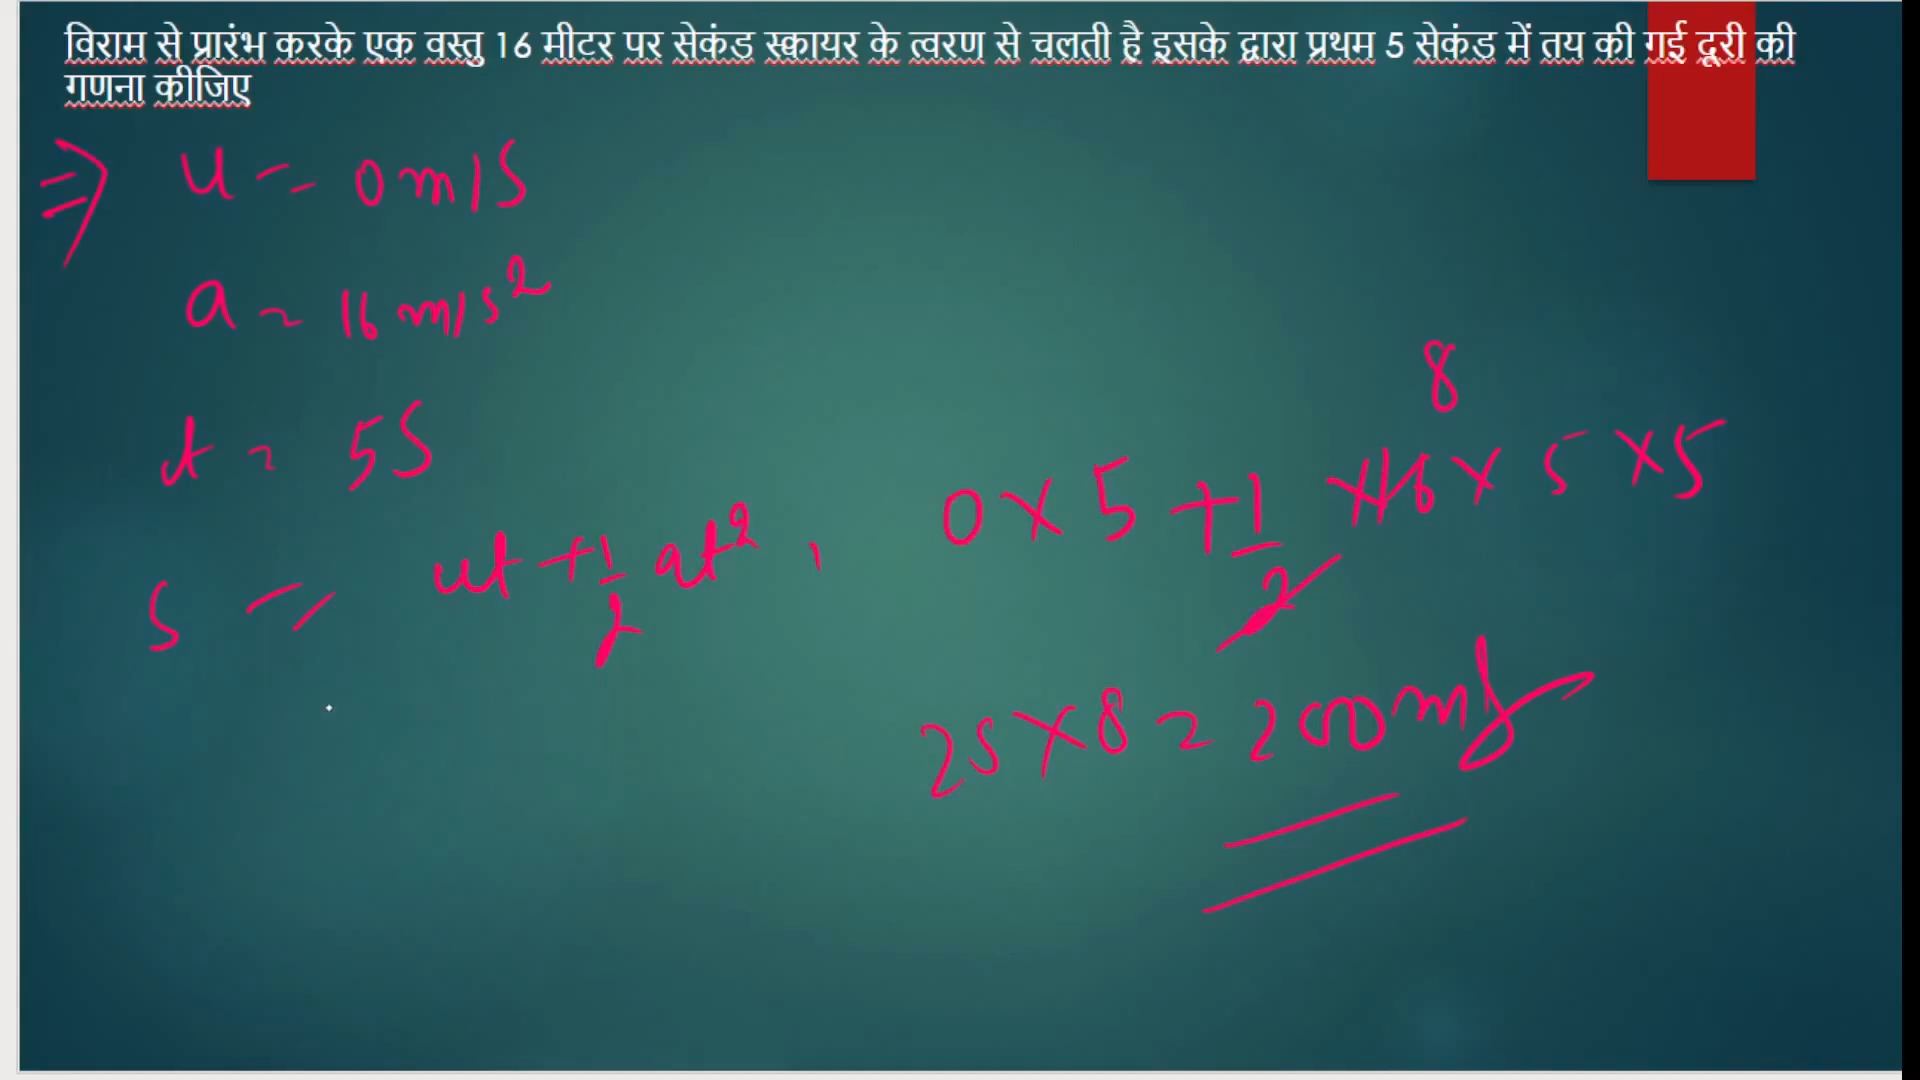 विराम से प्रारंभ करके एक वस्तु 16 मीटर पर सेकंड स्क्वायर के त्वरण से चलती है इसके द्वारा प्रथम 5 सेकंड में तय की गई दूरी की
गणना कीजिए
⇒ u = 0 m/s
a = 16 m/s²
t = 5s
s = ut + 1/2 at², 0 × 5 + 1/2 × 16 × 5 × 5
8
25 × 8 = 200 m